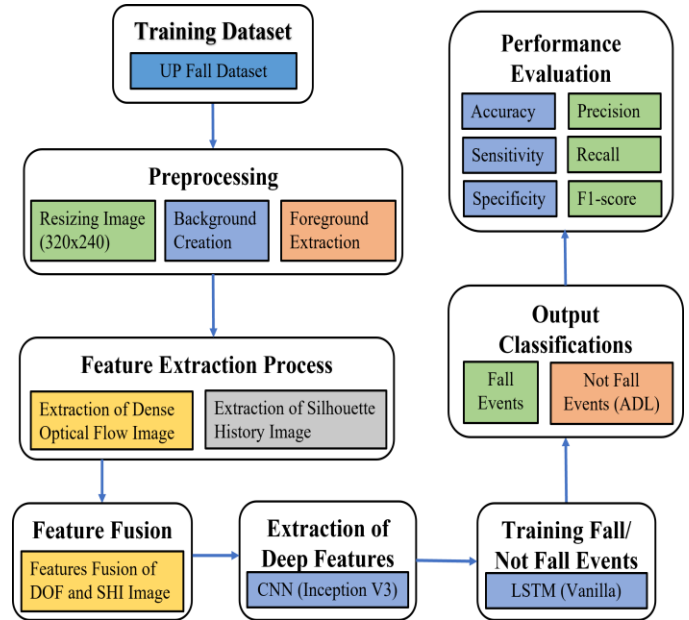 Training Dataset
UP Fall Dataset
Preprocessing
Resizing Image
(320x240)
Background
Creation
Foreground
Extraction
Feature Extraction Process
Extraction of Dense
Optical Flow Image
Extraction of Silhouette
History Image
Feature Fusion
Features Fusion of
DOF and SHI Image
Extraction of
Deep Features
CNN (Inception V3)
Training Fall/
Not Fall Events
LSTM (Vanilla)
Output
Classifications
Fall
Events
Not Fall
Events (ADL)
Performance
Evaluation
Accuracy
Precision
Sensitivity
Recall
Specificity
F1-score